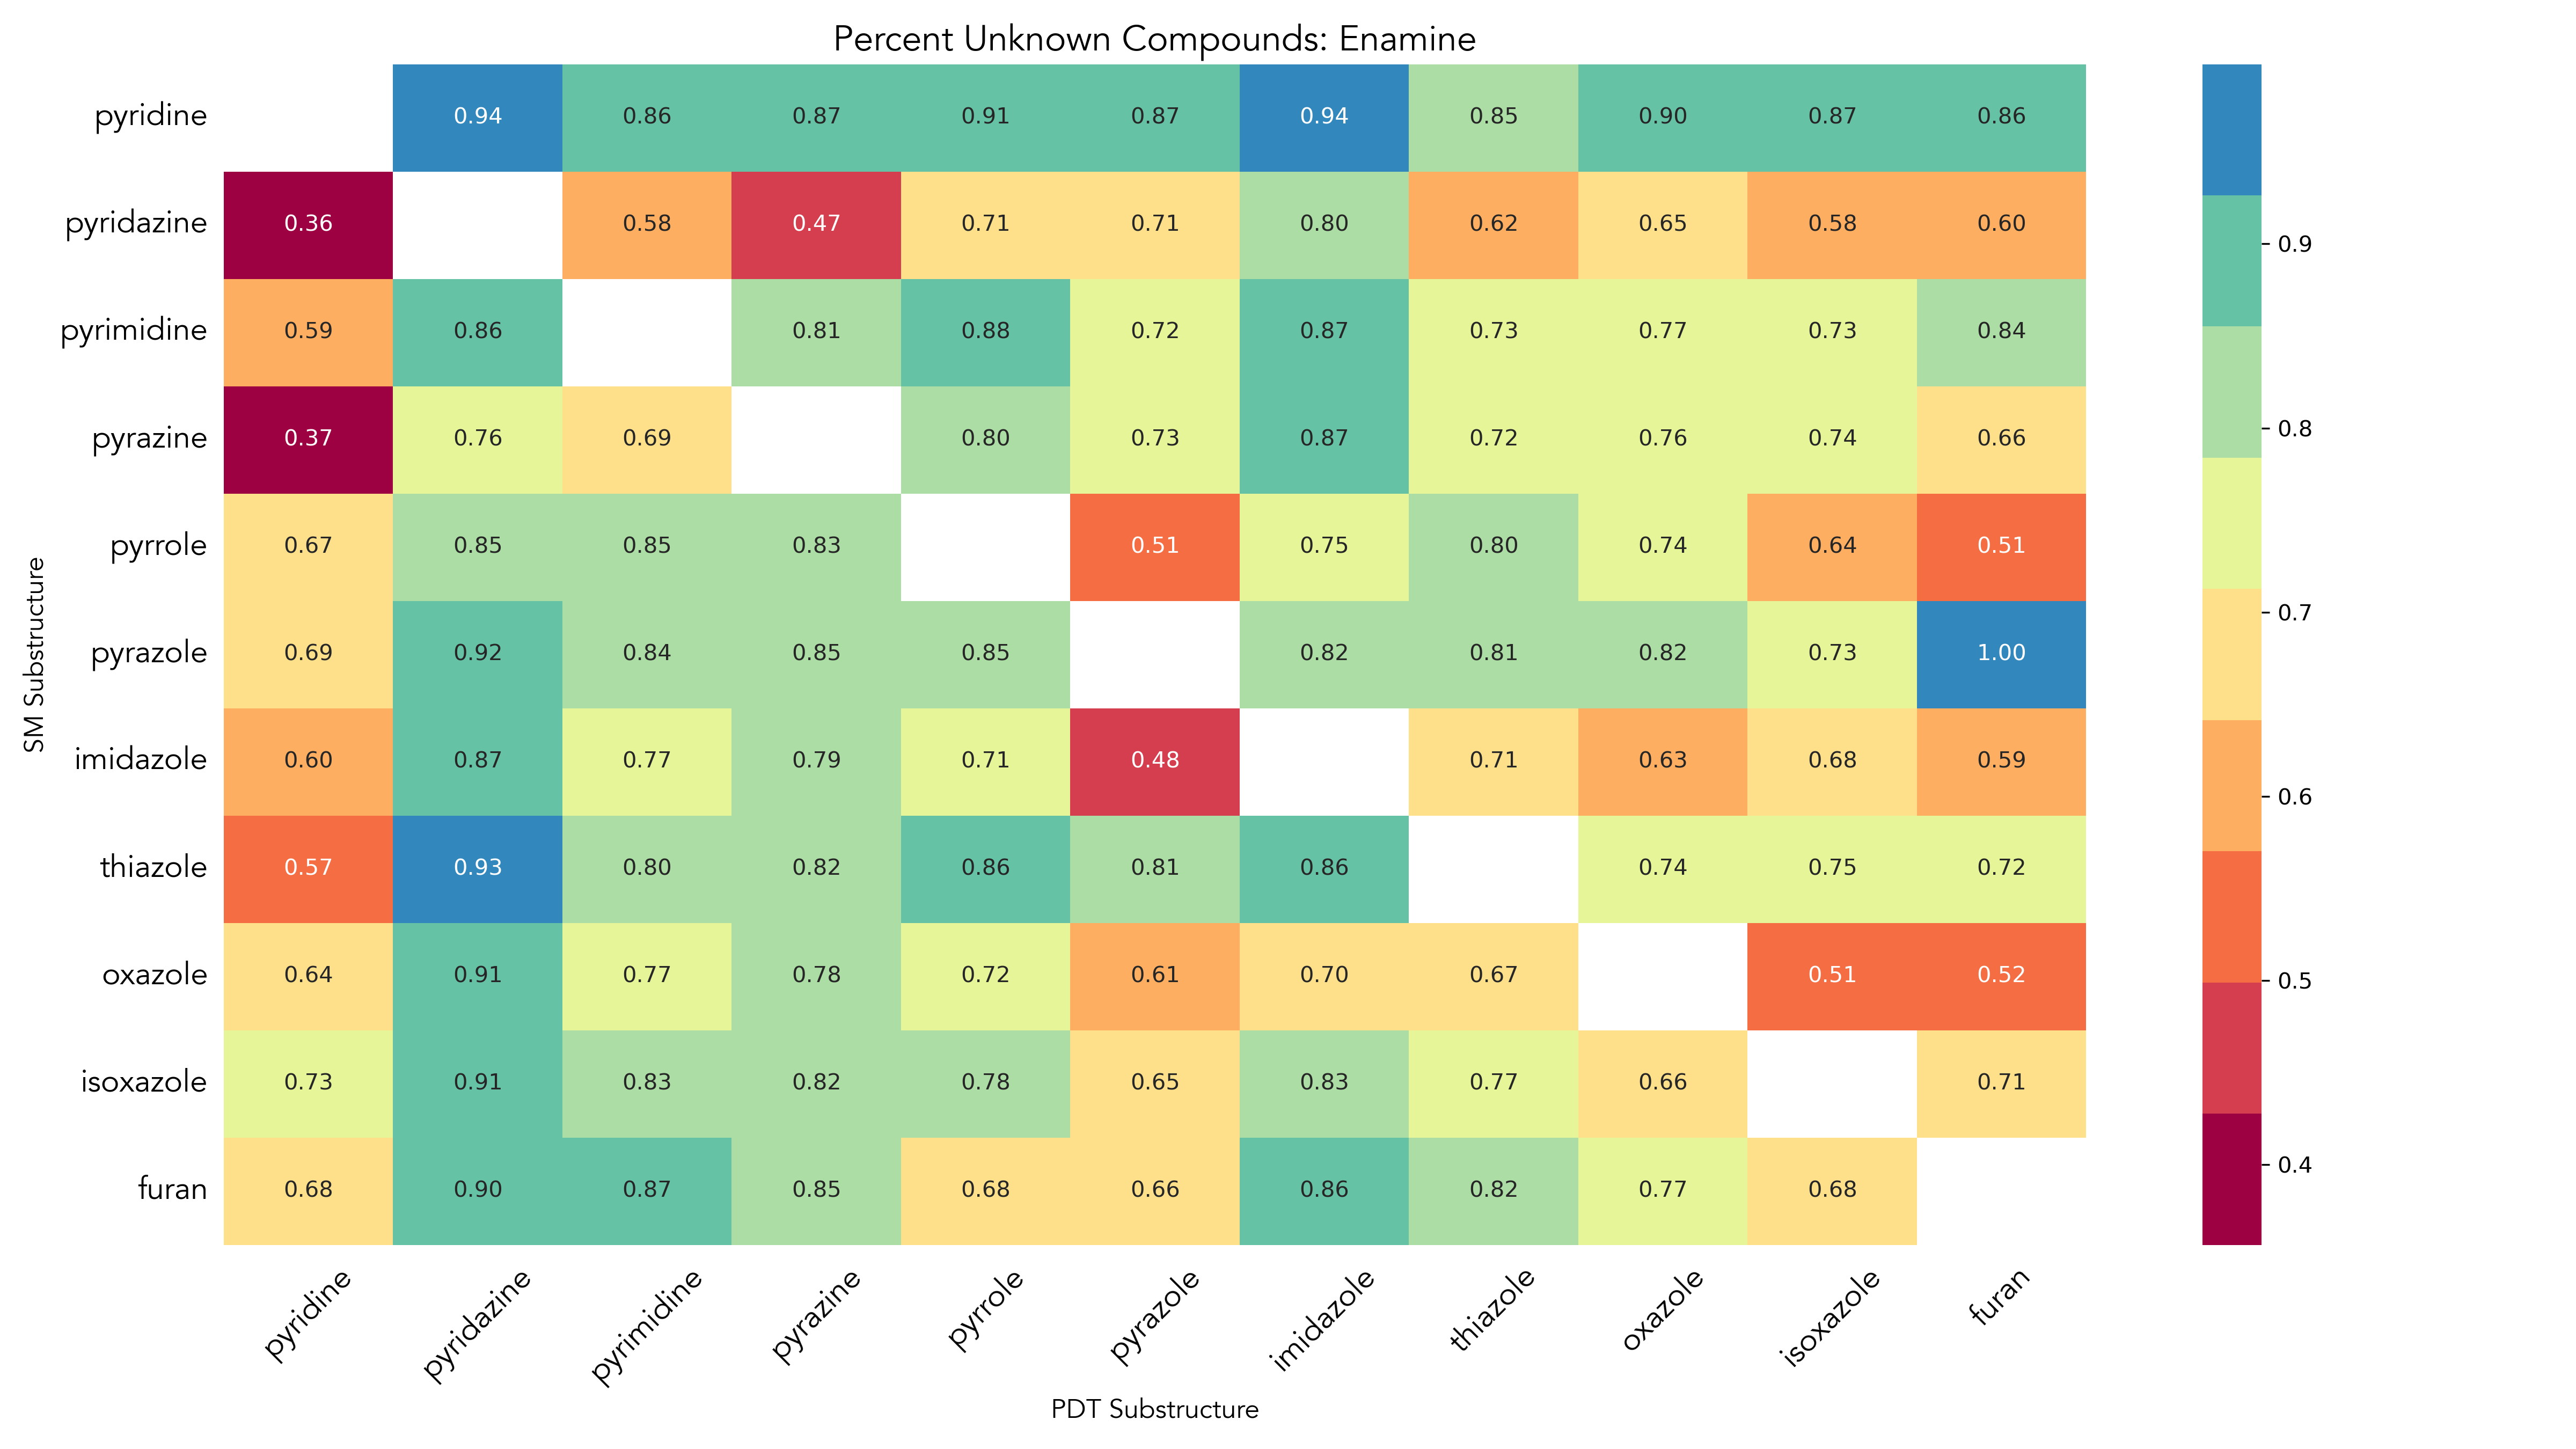 Percent Unknown Compounds: Enamine
pyridine 0.94 0.86 0.87 0.91 0.87 0.94 0.85 0.90 0.87 0.86
pyridazine 0.36 0.58 0.47 0.71 0.71 0.80 0.62 0.65 0.58 0.60
pyrimidine 0.59 0.86 0.81 0.88 0.72 0.87 0.73 0.77 0.73 0.84
pyrazine 0.37 0.76 0.69 0.80 0.73 0.87 0.72 0.76 0.74 0.66
pyrrole 0.67 0.85 0.85 0.83 0.51 0.75 0.80 0.74 0.64 0.51
pyrazole 0.69 0.92 0.84 0.85 0.85 0.82 0.81 0.82 0.73 1.00
imidazole 0.60 0.87 0.77 0.79 0.71 0.48 0.71 0.63 0.68 0.59
thiazole 0.57 0.93 0.80 0.82 0.86 0.81 0.86 0.74 0.75 0.72
oxazole 0.64 0.91 0.77 0.78 0.72 0.61 0.70 0.67 0.51 0.52
isoxazole 0.73 0.91 0.83 0.82 0.78 0.65 0.83 0.77 0.66 0.71
furan 0.68 0.90 0.87 0.85 0.68 0.66 0.86 0.82 0.77 0.68
SM Substructure
pyridine pyridazine pyrimidine pyrazine pyrrole pyrazole imidazole thiazole oxazole isoxazole furan
PDT Substructure
0.9
0.8
0.7
0.6
0.5
0.4